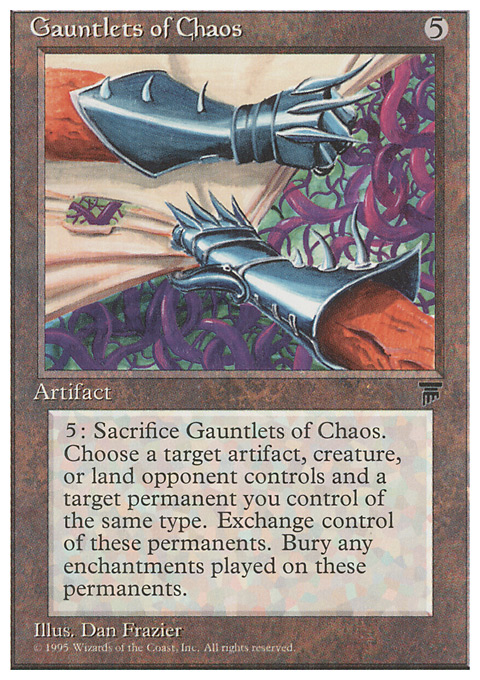 Gauntlets of Chaos 5
Artifact
5: Sacrifice Gauntlets of Chaos.
Choose a target artifact, creature,
or land opponent controls and a
target permanent you control of
the same type. Exchange control
of these permanents. Bury any
enchantments played on these
permanents.
Illus. Dan Frazier
© 1995 Wizards of the Coast, Inc. All rights reserved.